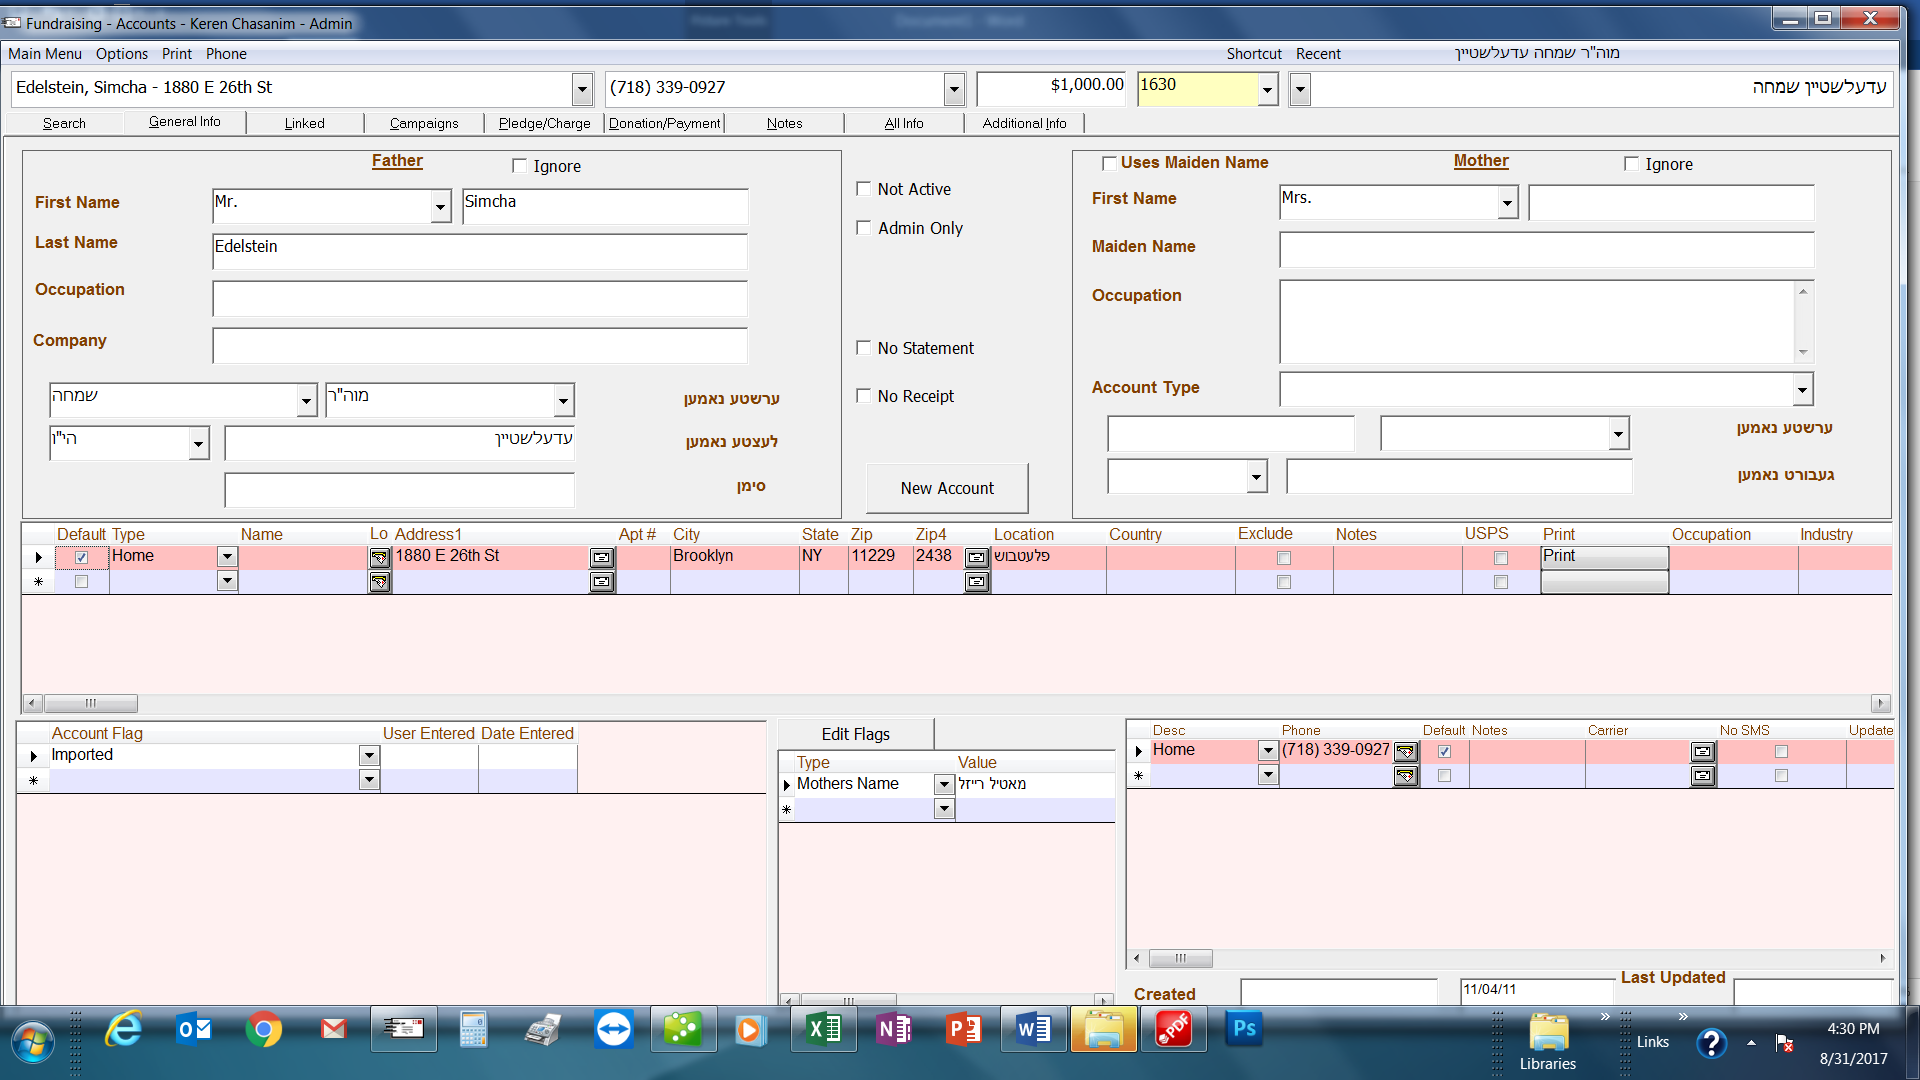 Fundraising - Accounts - Keren Chasanim - Admin
Main Menu Options Print Phone Shortcut Recent מוה"ר שמחה עדעלשטיין
Edelstein, Simcha - 1880 E 26th St (718) 339-0927 $1,000.00 1630 עדעלשטיין שמחה
Search General Info Linked Campaigns Pledge/Charge Donation/Payment Notes All Info Additional Info
Father Ignore
First Name Mr. Simcha
Last Name Edelstein
Occupation
Company
שמחה מוה"ר ערשטע נאמען
הי"ו עדעלשטיין לעצטע נאמען
סימן
Not Active
Admin Only
No Statement
No Receipt
New Account
Uses Maiden Name Mother Ignore
First Name Mrs.
Maiden Name
Occupation
Account Type
ערשטע נאמען
געבורט נאמען
Default Type Name Lo Address1 Apt # City State Zip Zip4 Location Country Exclude Notes USPS Print Occupation Industry
Home 1880 E 26th St Brooklyn NY 11229 2438 פלעטבוש Print
Account Flag User Entered Date Entered
Imported
Edit Flags
Type Value
Mothers Name מאטיל רייזל
Desc Phone Default Notes Carrier No SMS Update
Home (718) 339-0927
Created 11/04/11 Last Updated
Libraries
Links
4:30 PM
8/31/2017